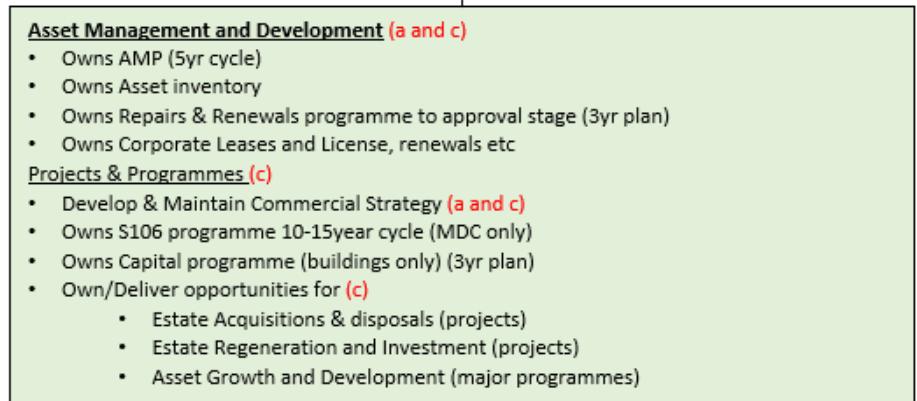 Asset Management and Development (a and c)
• Owns AMP (5yr cycle)
• Owns Asset inventory
• Owns Repairs & Renewals programme to approval stage (3yr plan)
• Owns Corporate Leases and License, renewals etc
Projects & Programmes (c)
• Develop & Maintain Commercial Strategy (a and c)
• Owns S106 programme 10-15year cycle (MDC only)
• Owns Capital programme (buildings only) (3yr plan)
• Own/Deliver opportunities for (c)
• Estate Acquisitions & disposals (projects)
• Estate Regeneration and Investment (projects)
• Asset Growth and Development (major programmes)